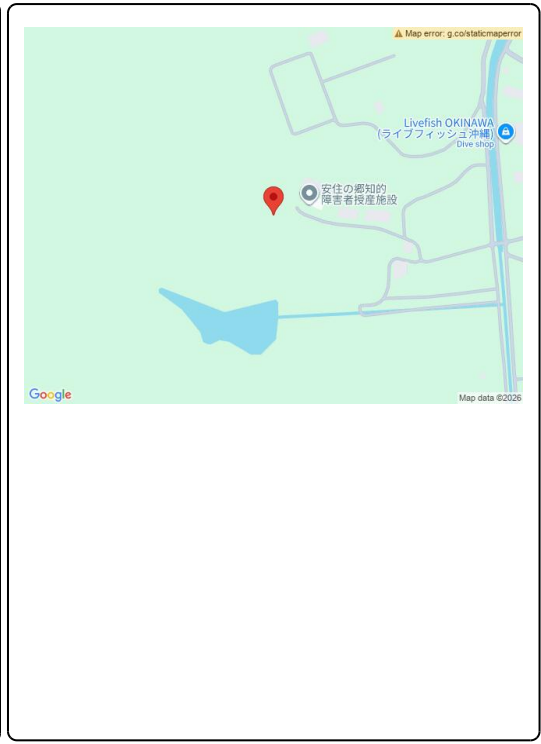 Map error: g.co/staticmaperror
Livefish OKINAWA
(ライブフィッシュ沖縄)
Dive shop
安住の郷知的
障害者授産施設
Google
Map data ©2026